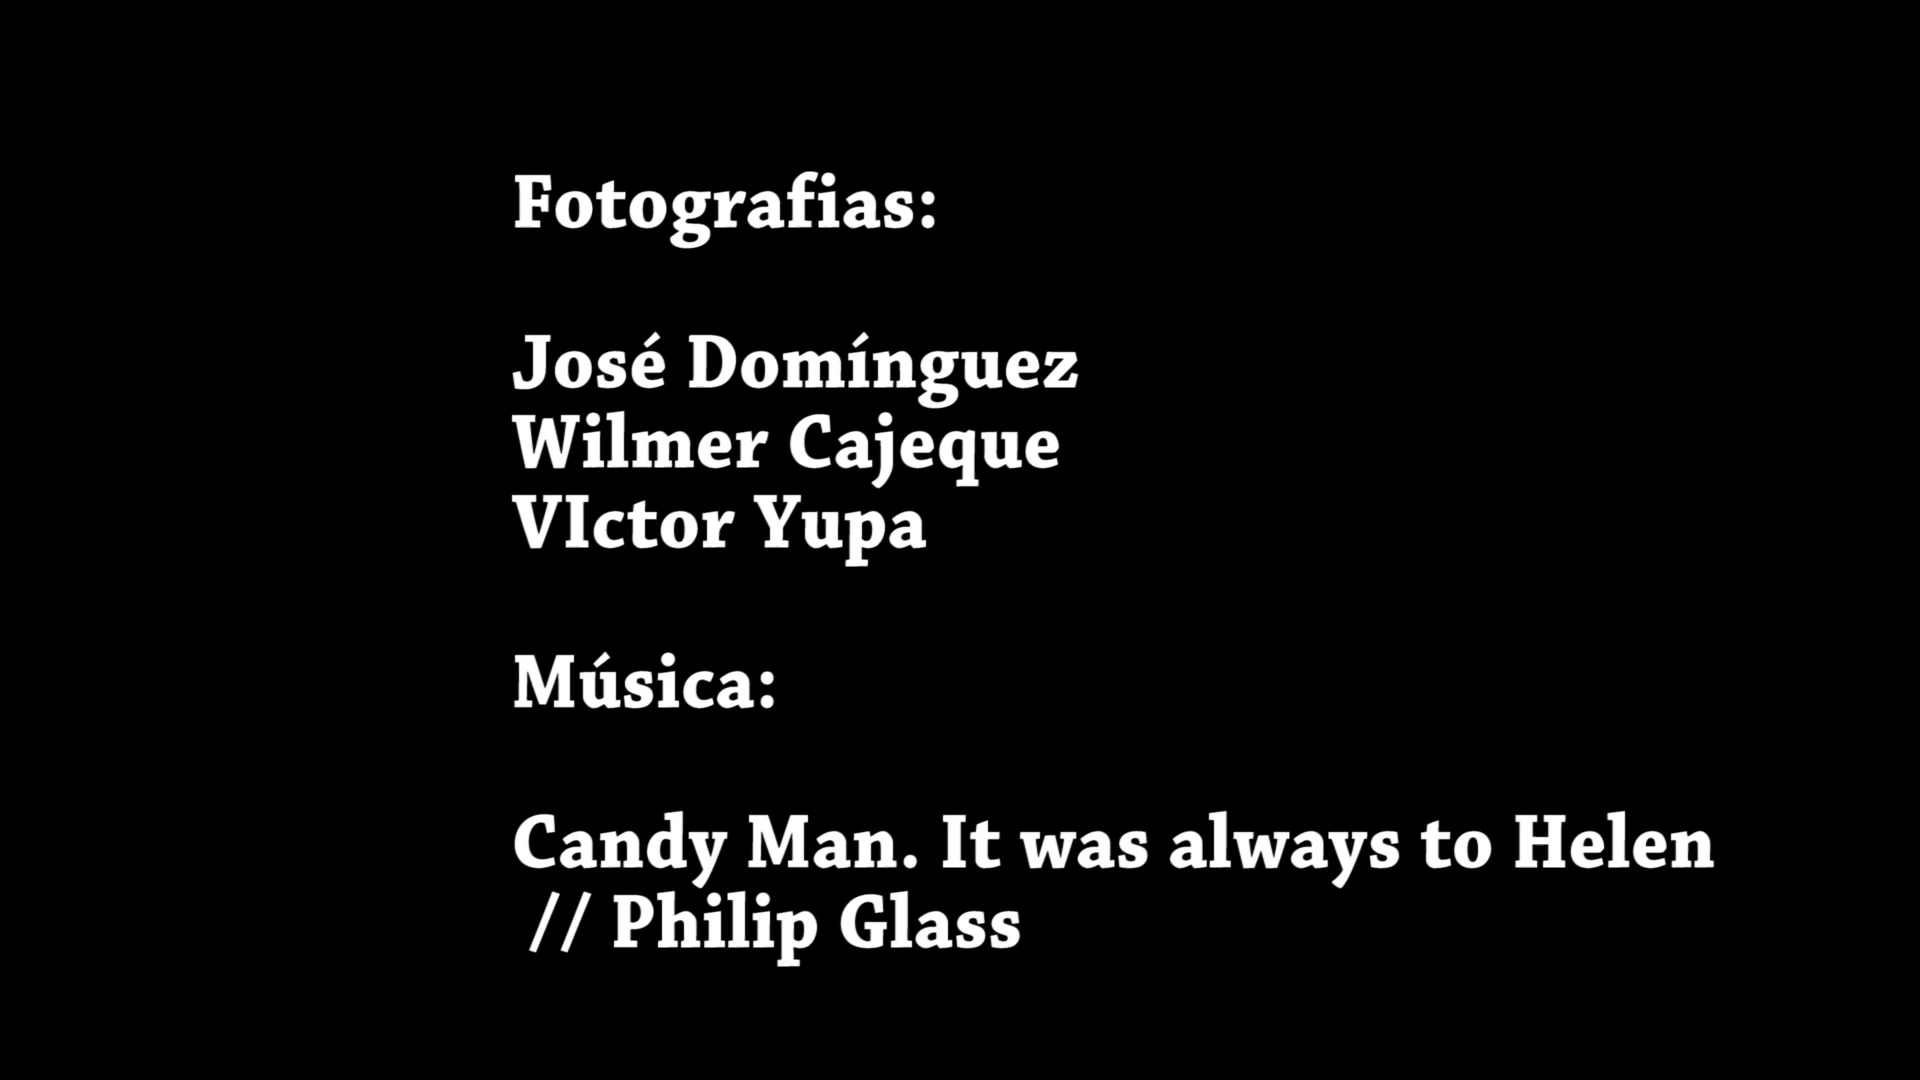 Fotografias:
José Domínguez
Wilmer Cajeque
VIctor Yupa
Música:
Candy Man. It was always to Helen
// Philip Glass